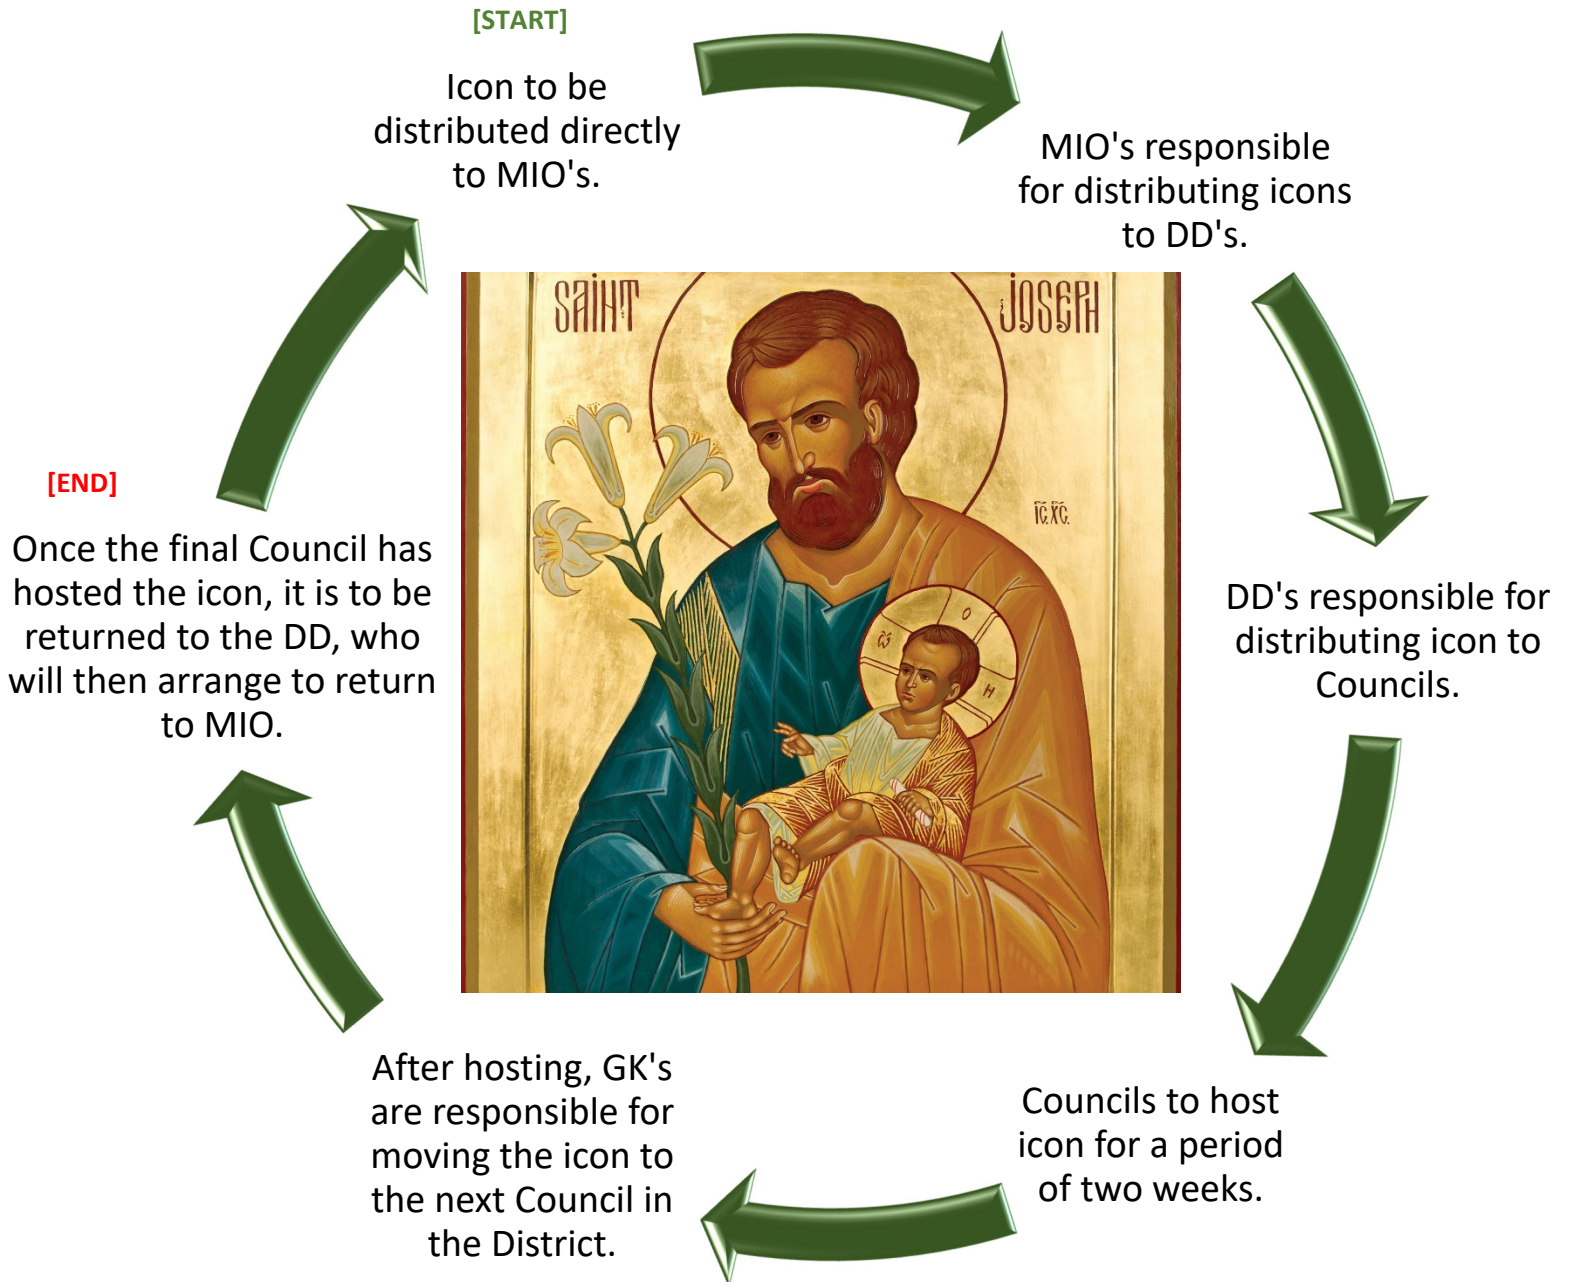 [START]
Icon to be
distributed directly
to MIO's.
MIO's responsible
for distributing icons
to DD's.
DD's responsible for
distributing icon to
Councils.
Councils to host
icon for a period
of two weeks.
After hosting, GK's
are responsible for
moving the icon to
the next Council in
the District.
[END]
Once the final Council has
hosted the icon, it is to be
returned to the DD, who
will then arrange to return
to MIO.
SAINT JOSEPH
IC XC
Ѡ О Н